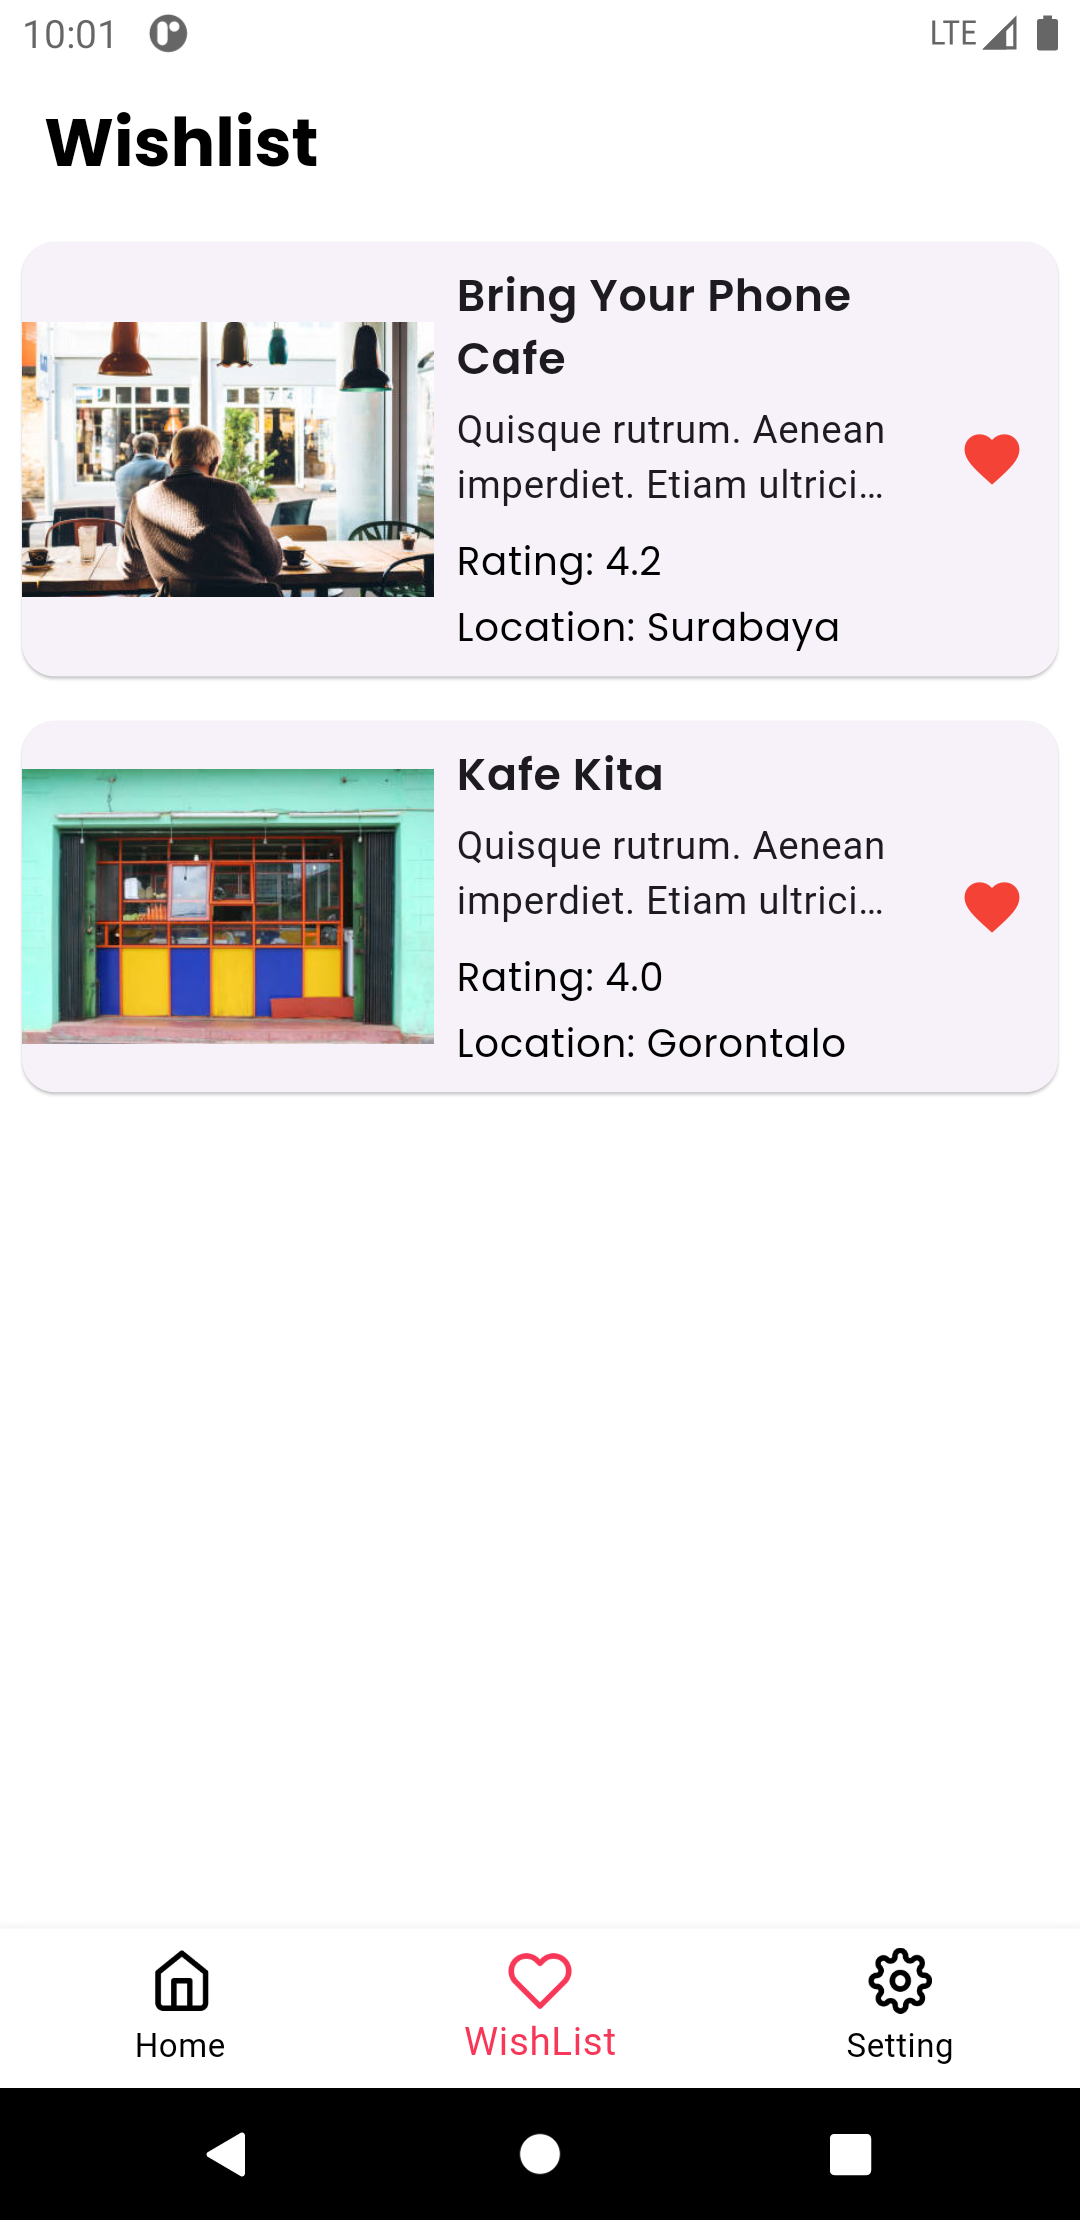 10:01
LTE
Wishlist
Bring Your Phone
Cafe
Quisque rutrum. Aenean
imperdiet. Etiam ultrici…
Rating: 4.2
Location: Surabaya
Kafe Kita
Quisque rutrum. Aenean
imperdiet. Etiam ultrici…
Rating: 4.0
Location: Gorontalo
Home
WishList
Setting